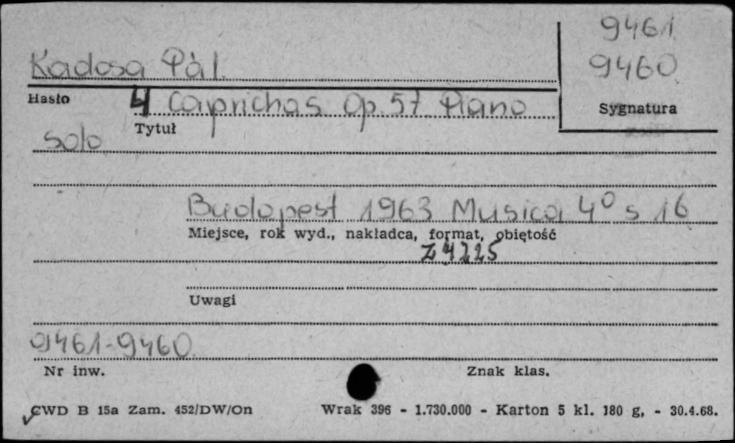 9461
Kadosa Pál.
9460
Hasło
4 Caprichos Op. 57 Piano
Sygnatura
Tytuł
solo
Budapest 1963 Musica 4º s 16
Miejsce, rok wyd., nakładca, format, objętość
Z 4225
Uwagi
9461-9460
Nr inw.
Znak klas.
CWD B 15a Zam. 452/DW/On Wrak 396 - 1.730.000 - Karton 5 kl. 180 g, - 30.4.68.